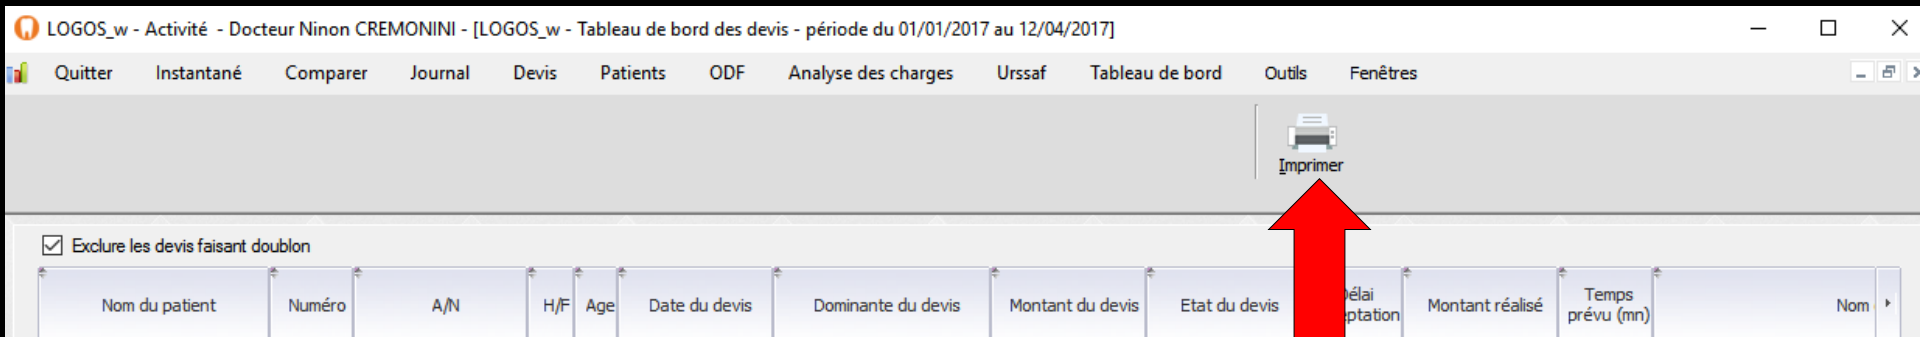 LOGOS_w - Activité - Docteur Ninon CREMONINI - [LOGOS_w - Tableau de bord des devis - période du 01/01/2017 au 12/04/2017]
Quitter Instantané Comparer Journal Devis Patients ODF Analyse des charges Urssaf Tableau de bord Outils Fenêtres
Imprimer
Exclure les devis faisant doublon
Nom du patient Numéro A/N H/F Age Date du devis Dominante du devis Montant du devis Etat du devis Montant réalisé Temps Nom
prévu (mn)